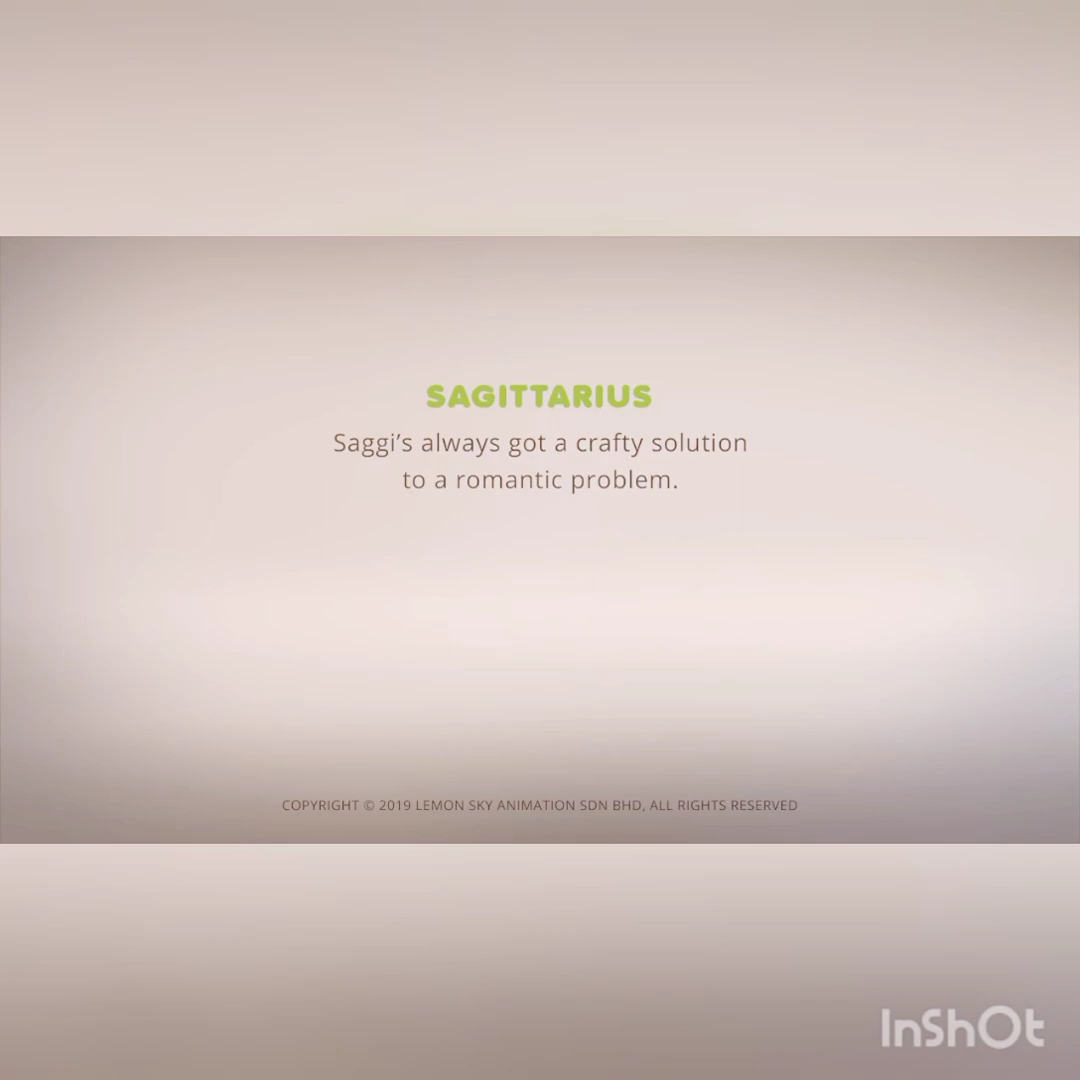 SAGITTARIUS
Saggi’s always got a crafty solution
to a romantic problem.
COPYRIGHT © 2019 LEMON SKY ANIMATION SDN BHD, ALL RIGHTS RESERVED
InShOt